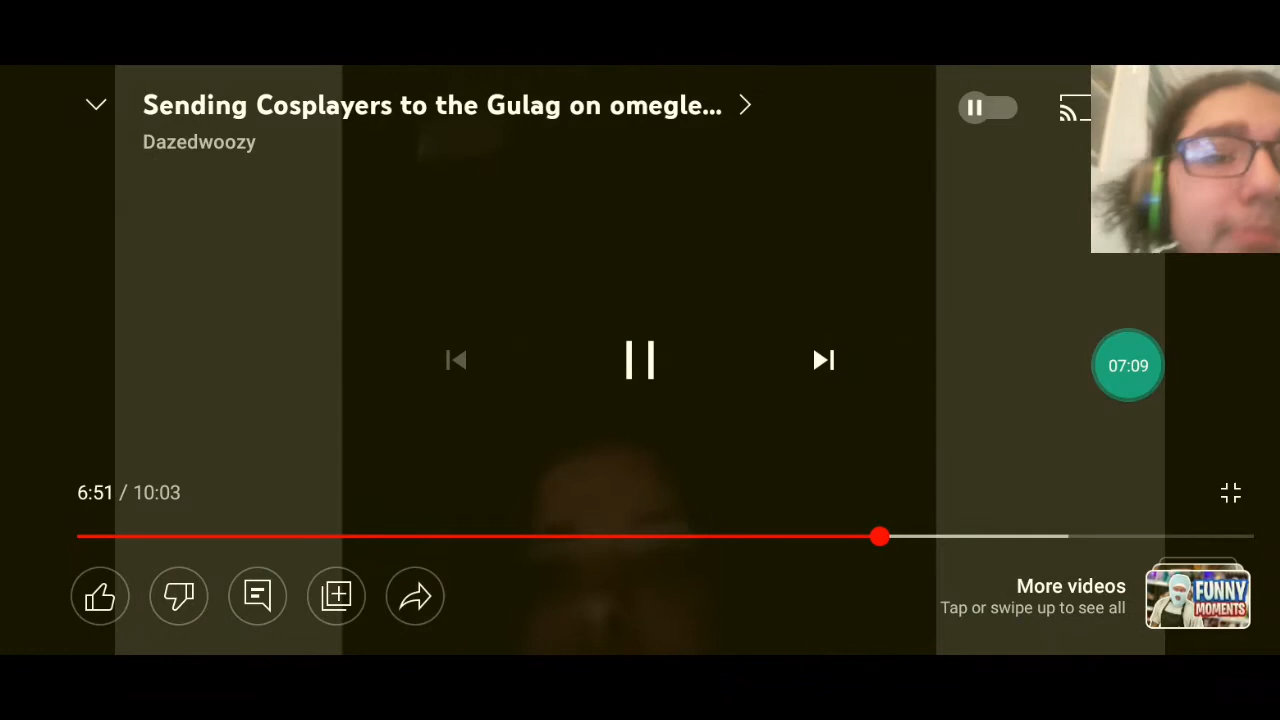 Sending Cosplayers to the Gulag on omegle...
Dazedwoozy
07:09
6:51 / 10:03
More videos
Tap or swipe up to see all
FUNNY
MOMENTS